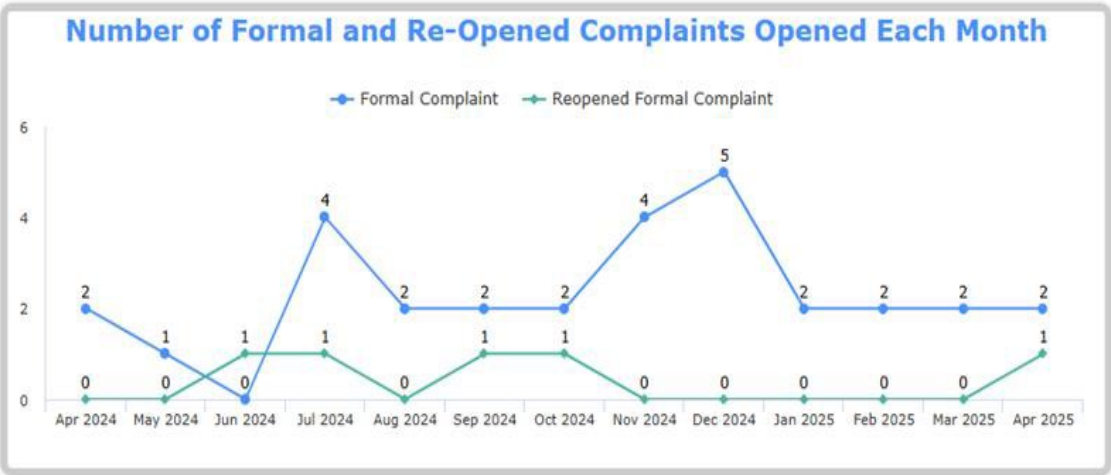 Number of Formal and Re-Opened Complaints Opened Each Month
Formal Complaint Reopened Formal Complaint
6
5
4 4
4
2 2 2 2 2 2 2 2
2
1 1 1 1 1 1
0 0 0 0 0 0 0 0 0
0
Apr 2024 May 2024 Jun 2024 Jul 2024 Aug 2024 Sep 2024 Oct 2024 Nov 2024 Dec 2024 Jan 2025 Feb 2025 Mar 2025 Apr 2025